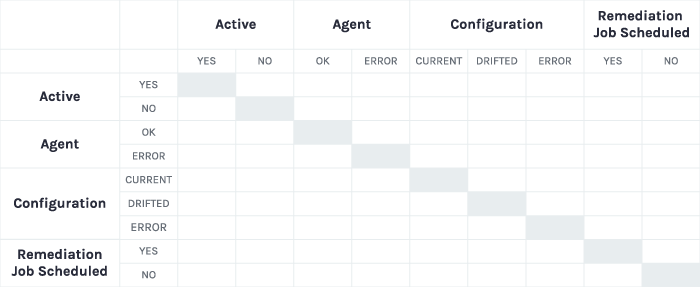 Active
Agent
Configuration
Remediation
Job Scheduled
YES
NO
OK
ERROR
CURRENT
DRIFTED
ERROR
YES
NO
Active
YES
NO
Agent
OK
ERROR
Configuration
CURRENT
DRIFTED
ERROR
Remediation
Job Scheduled
YES
NO